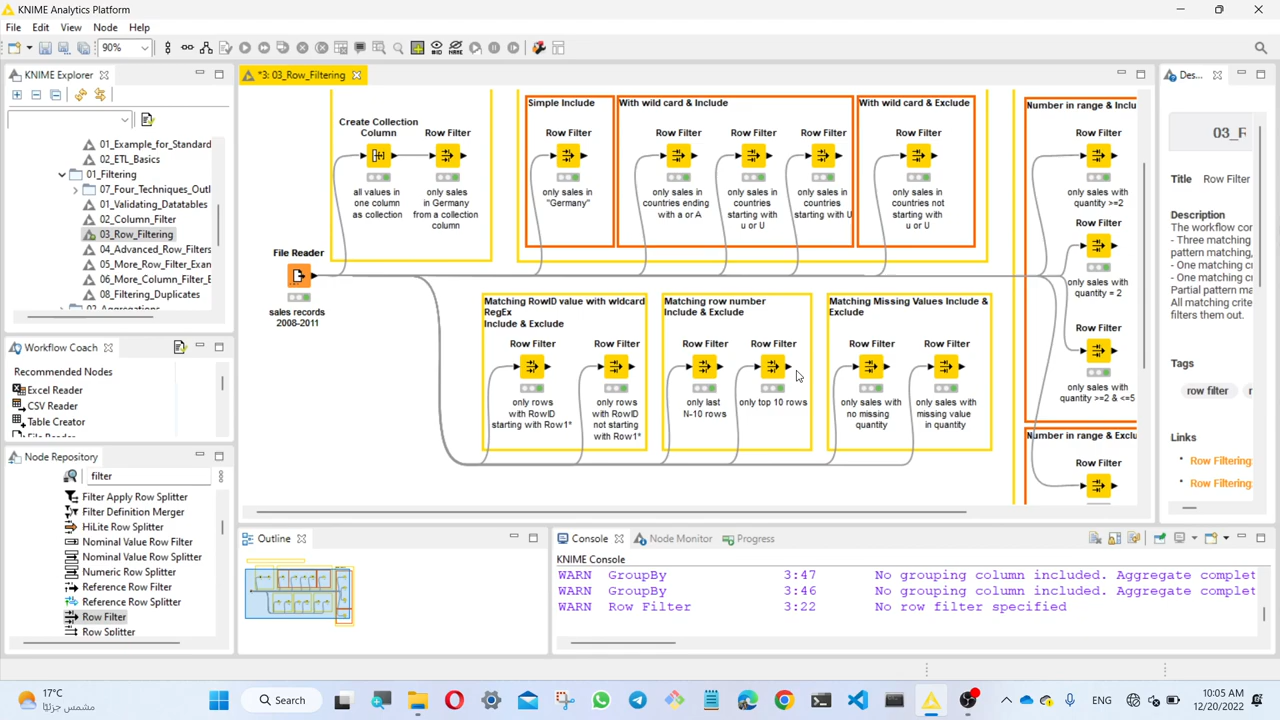 KNIME Analytics Platform
File Edit View Node Help
90%
KNIME Explorer
01_Example_for_Standard
02_ETL_Basics
01_Filtering
07_Four_Techniques_Outl
01_Validating_Datatables
02_Column_Filter
03_Row_Filtering
04_Advanced_Row_Filters
05_More_Row_Filter_Exan
06_More_Column_Filter_E
08_Filtering_Duplicates
Workflow Coach
Recommended Nodes
Excel Reader
CSV Reader
Table Creator
Node Repository
filter
Filter Apply Row Splitter
Filter Definition Merger
HiLite Row Splitter
Nominal Value Row Filter
Nominal Value Row Splitter
Numeric Row Splitter
Reference Row Filter
Reference Row Splitter
Row Filter
Row Splitter
*3: 03_Row_Filtering
Create Collection
Column
Row Filter
all values in
one column
as collection
only sales
in Germany
from a collection
column
File Reader
sales records
2008-2011
Simple Include
Row Filter
only sales in
"Germany"
With wild card & Include
Row Filter
only sales in
countries ending
with a or A
Row Filter
only sales in
countries
starting with
u or U
Row Filter
only sales in
countries
starting with U
With wild card & Exclude
Row Filter
only sales in
countries not
starting with
u or U
Number in range & Inclu
Row Filter
only sales with
quantity >=2
Row Filter
only sales with
quantity = 2
Row Filter
only sales with
quantity >=2 & <=5
Number in range & Exclu
Row Filter
Matching RowID value with wldcard
RegEx
Include & Exclude
Row Filter
only rows
with RowID
starting with Row1*
Row Filter
only rows
with RowID
not starting
with Row1*
Matching row number
Include & Exclude
Row Filter
only last
N-10 rows
Row Filter
only top 10 rows
Matching Missing Values Include &
Exclude
Row Filter
only sales with
no missing
quantity
Row Filter
only sales with
missing value
in quantity
Des...
03_R
Title Row Filter
Description
The workflow co
- Three matching
- One matching c
- One matching c
Partial pattern ma
All matching crite
filters them out.
Tags
row filter
Links
Row Filtering
Row Filtering
Outline
Console
Node Monitor
Progress
KNIME Console
WARN GroupBy 3:47 No grouping column included. Aggregate complet
WARN GroupBy 3:46 No grouping column included. Aggregate complet
WARN Row Filter 3:22 No row filter specified
17°C
مشمس جزئيًا
Search
ENG
10:05 AM
12/20/2022